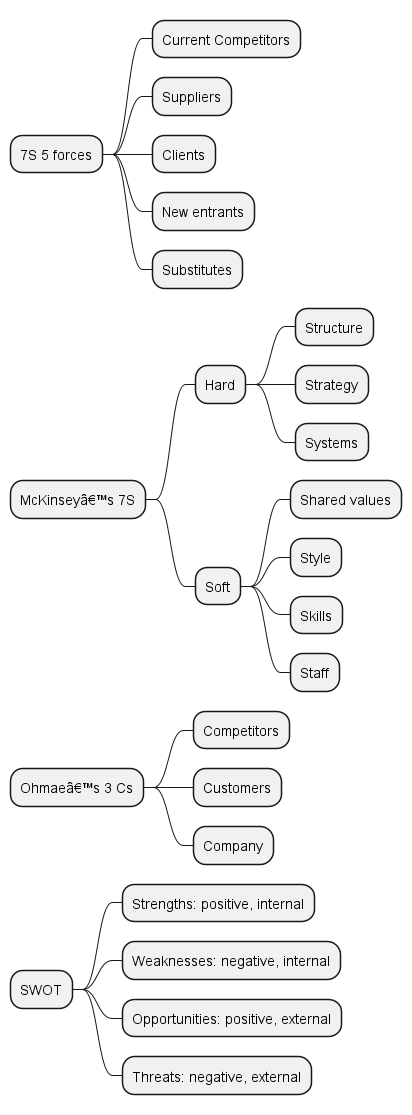 7S 5 forces
Current Competitors
Suppliers
Clients
New entrants
Substitutes
McKinseyâ€™s 7S
Hard
Structure
Strategy
Systems
Soft
Shared values
Style
Skills
Staff
Ohmaeâ€™s 3 Cs
Competitors
Customers
Company
SWOT
Strengths: positive, internal
Weaknesses: negative, internal
Opportunities: positive, external
Threats: negative, external